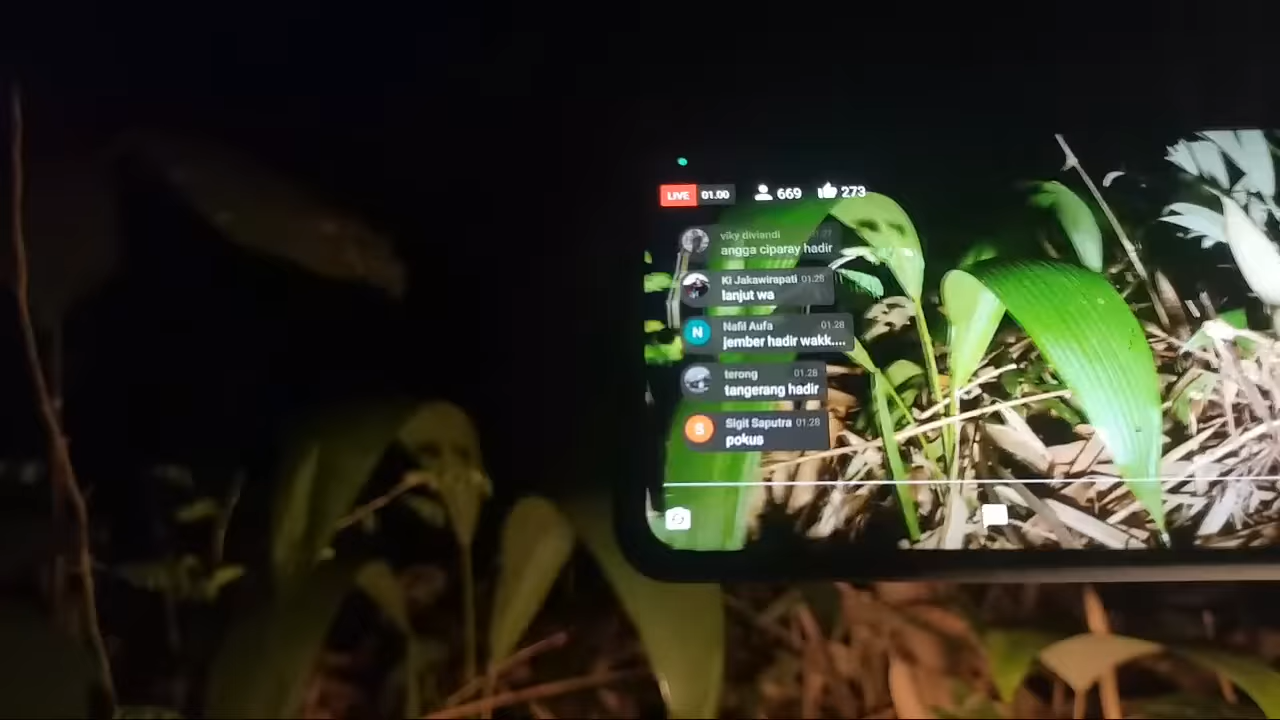 LIVE 01.00 669 273
viky diviandi
angga ciparay hadir
Ki Jakawirapati 01.28
lanjut wa
N
Nafil Aufa 01.28
jember hadir wakk....
terong 01.28
tangerang hadir
S
Sigit Saputra 01.28
pokus